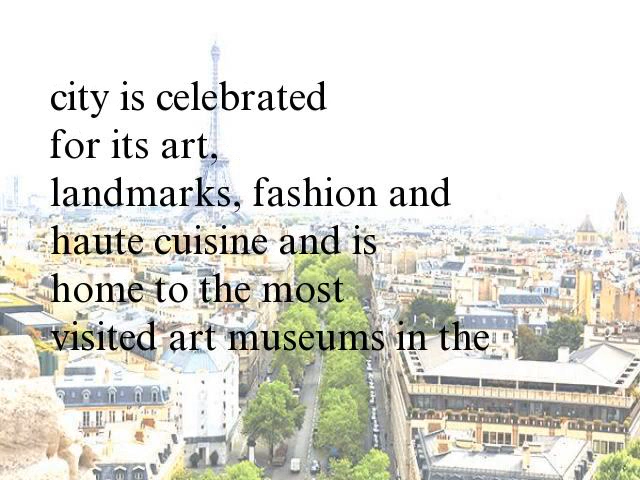 city is celebrated
for its art,
landmarks, fashion and
haute cuisine and is
home to the most
visited art museums in the